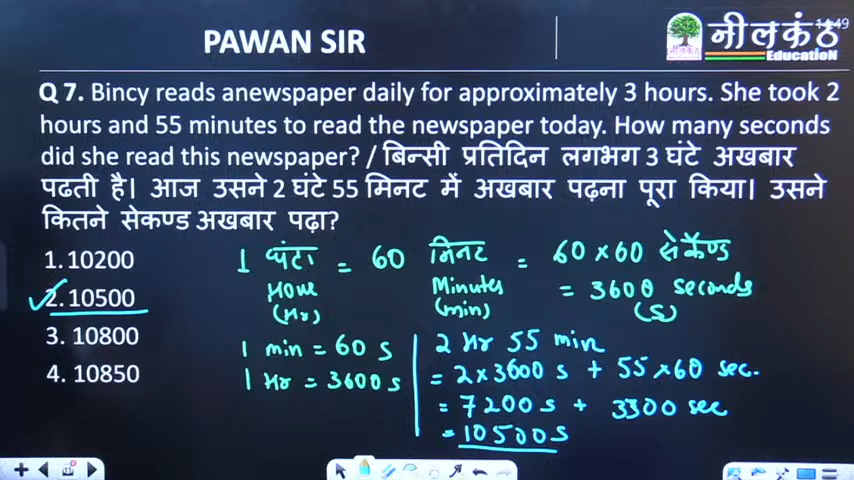 PAWAN SIR
नीलकंठ
EducatioN
Q 7. Bincy reads anewspaper daily for approximately 3 hours. She took 2
hours and 55 minutes to read the newspaper today. How many seconds
did she read this newspaper? / बिन्सी प्रतिदिन लगभग 3 घंटे अखबार
पढती है। आज उसने 2 घंटे 55 मिनट में अखबार पढ़ना पूरा किया। उसने
कितने सेकण्ड अखबार पढ़ा?
1. 10200
2. 10500
3. 10800
4. 10850
1 घंटा = 60 मिनट = 60 × 60 सेकेण्ड
Hour Minutes = 3600 seconds
(Hr) (min) (s)
1 min = 60 s
1 Hr = 3600 s
2 Hr 55 min
= 2×3600 s + 55×60 sec.
= 7200 s + 3300 sec
= 10500 s